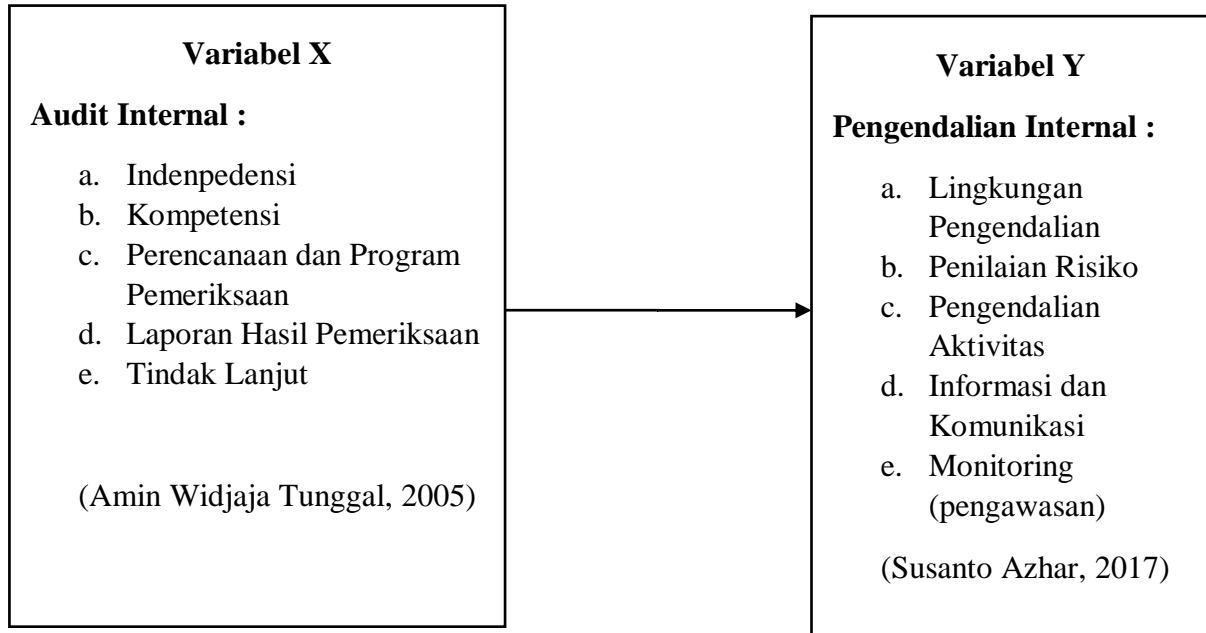 Variabel X
Audit Internal :
a. Indenpedensi
b. Kompetensi
c. Perencanaan dan Program
Pemeriksaan
d. Laporan Hasil Pemeriksaan
e. Tindak Lanjut
(Amin Widjaja Tunggal, 2005)
Variabel Y
Pengendalian Internal :
a. Lingkungan
Pengendalian
b. Penilaian Risiko
c. Pengendalian
Aktivitas
d. Informasi dan
Komunikasi
e. Monitoring
(pengawasan)
(Susanto Azhar, 2017)